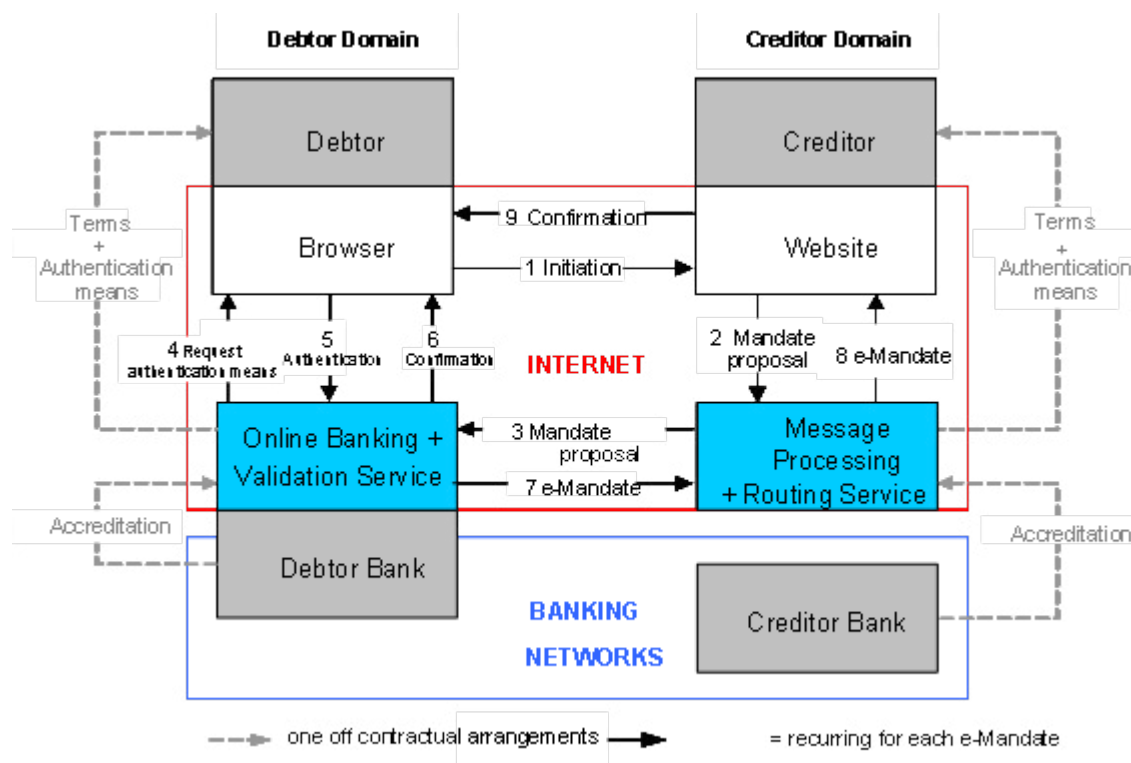 Debtor Domain
Creditor Domain
Debtor
Creditor
Terms
+
Authentication
means
Browser
9 Confirmation
1 Initiation
Website
Terms
+
Authentication
means
4 Request
authentication means
5
Authentication
6
Confirmation
INTERNET
2 Mandate
proposal
8 e-Mandate
Online Banking +
Validation Service
3 Mandate
proposal
7 e-Mandate
Message
Processing
+ Routing Service
Accreditation
Accreditation
Debtor Bank
BANKING
NETWORKS
Creditor Bank
one off contractual arrangements
= recurring for each e-Mandate